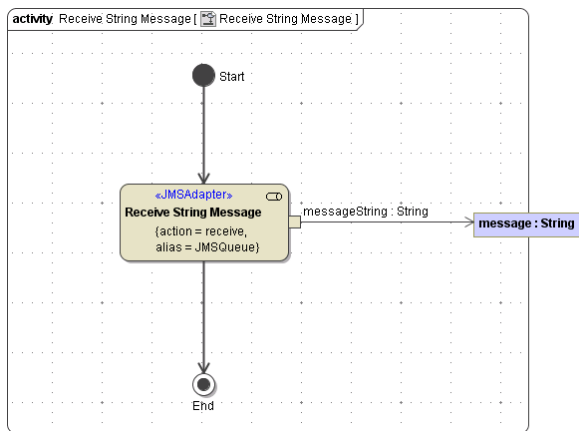 activity Receive String Message [ Receive String Message ]
Start
«JMSAdapter»
Receive String Message
{action = receive,
alias = JMSQueue}
messageString : String
message : String
End